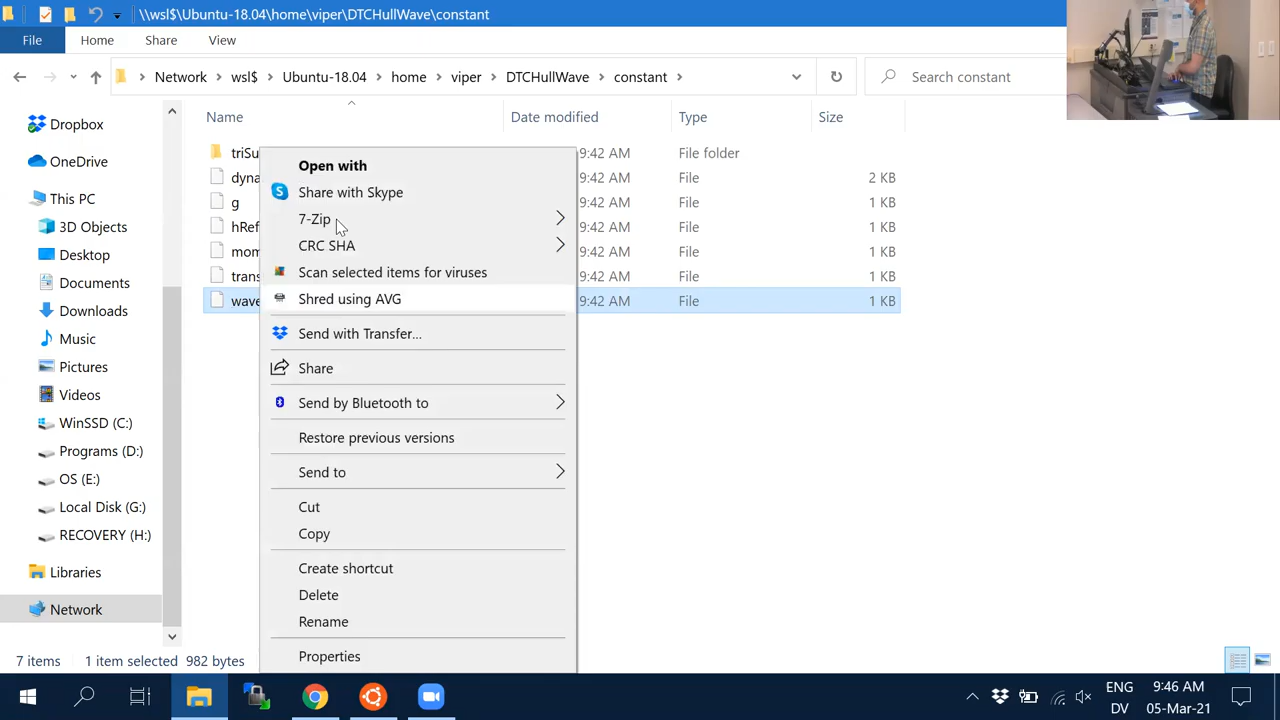 \\wsl$\Ubuntu-18.04\home\viper\DTCHullWave\constant
File Home Share View
Network wsl$ Ubuntu-18.04 home viper DTCHullWave constant
Search constant
Name Date modified Type Size
Dropbox
OneDrive
This PC
3D Objects
Desktop
Documents
Downloads
Music
Pictures
Videos
WinSSD (C:)
Programs (D:)
OS (E:)
Local Disk (G:)
RECOVERY (H:)
Libraries
Network
triSu 9:42 AM File folder
dyna 9:42 AM File 2 KB
g 9:42 AM File 1 KB
hRef 9:42 AM File 1 KB
mom 9:42 AM File 1 KB
trans 9:42 AM File 1 KB
wave 9:42 AM File 1 KB
Open with
Share with Skype
7-Zip
CRC SHA
Scan selected items for viruses
Shred using AVG
Send with Transfer...
Share
Send by Bluetooth to
Restore previous versions
Send to
Cut
Copy
Create shortcut
Delete
Rename
Properties
7 items 1 item selected 982 bytes
ENG 9:46 AM
DV 05-Mar-21